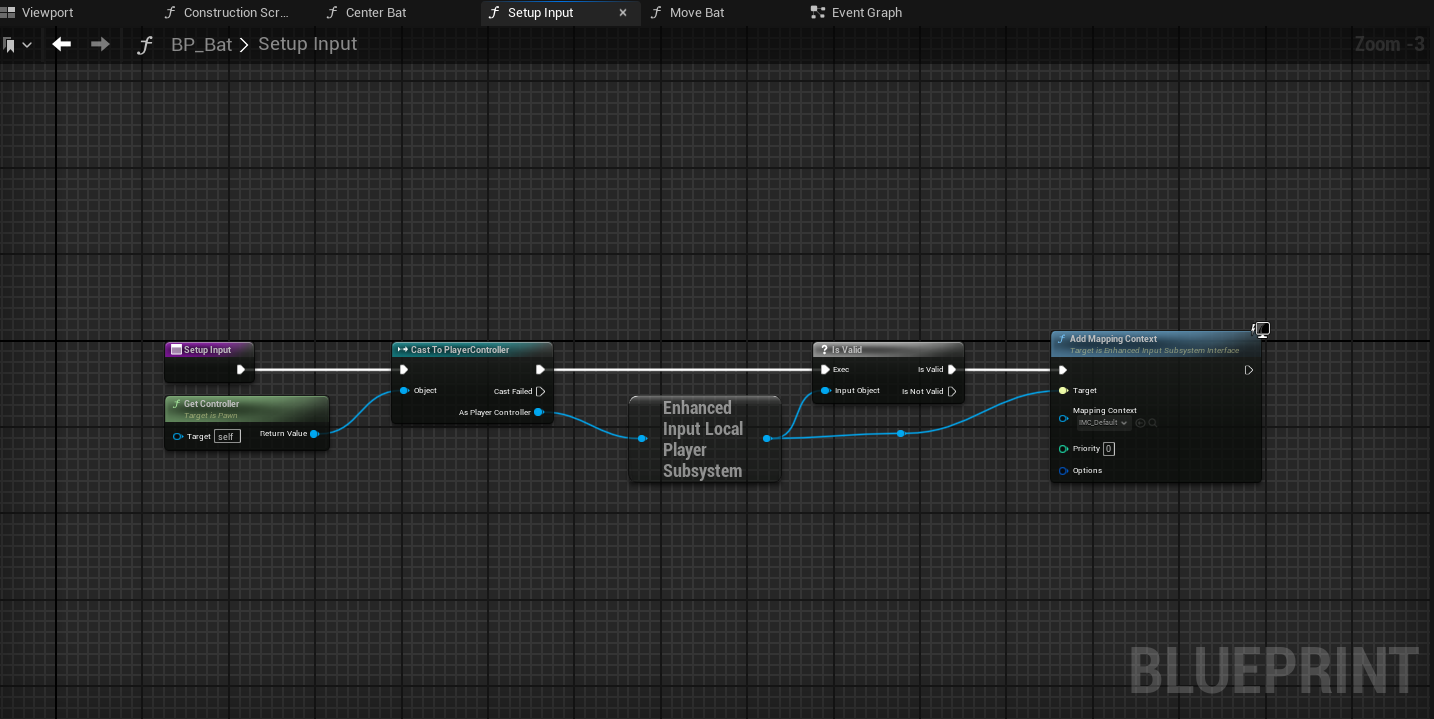 Viewport
Construction Scr...
Center Bat
Setup Input
Move Bat
Event Graph
BP_Bat
Setup Input
Zoom -3
Setup Input
Get Controller
Target is Pawn
Target
self
Return Value
Cast To PlayerController
Object
Cast Failed
As Player Controller
Enhanced
Input Local
Player
Subsystem
? Is Valid
Exec
Is Valid
Input Object
Is Not Valid
Add Mapping Context
Target is Enhanced Input Subsystem Interface
Target
Mapping Context
IMC_Default
Priority
0
Options
BLUEPRINT